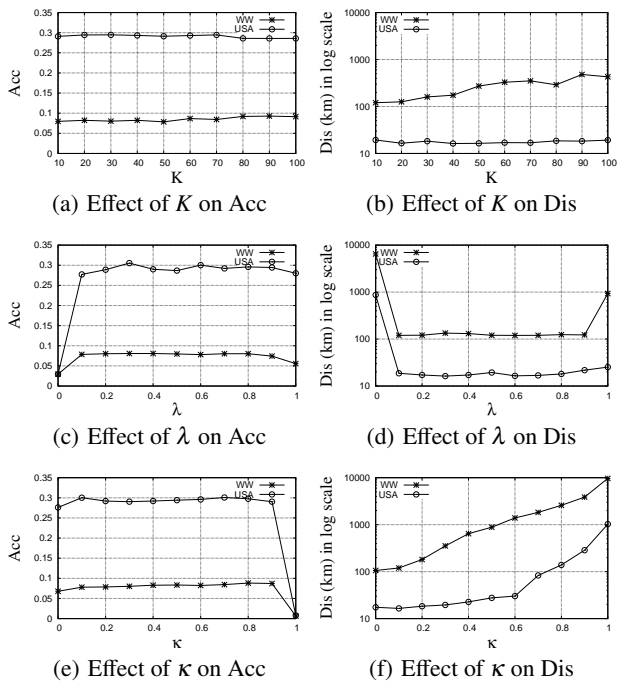 Acc
0.35
0.3
0.25
0.2
0.15
0.1
0.05
0
WW
USA
10 20 30 40 50 60 70 80 90 100
K
(a) Effect of K on Acc
Dis (km) in log scale
10000
1000
100
10
WW
USA
10 20 30 40 50 60 70 80 90 100
K
(b) Effect of K on Dis
Acc
0.35
0.3
0.25
0.2
0.15
0.1
0.05
0
WW
USA
0 0.2 0.4 0.6 0.8 1
λ
(c) Effect of λ on Acc
Dis (km) in log scale
10000
1000
100
10
WW
USA
0 0.2 0.4 0.6 0.8 1
λ
(d) Effect of λ on Dis
Acc
0.35
0.3
0.25
0.2
0.15
0.1
0.05
0
WW
USA
0 0.2 0.4 0.6 0.8 1
κ
(e) Effect of κ on Acc
Dis (km) in log scale
10000
1000
100
10
WW
USA
0 0.2 0.4 0.6 0.8 1
κ
(f) Effect of κ on Dis